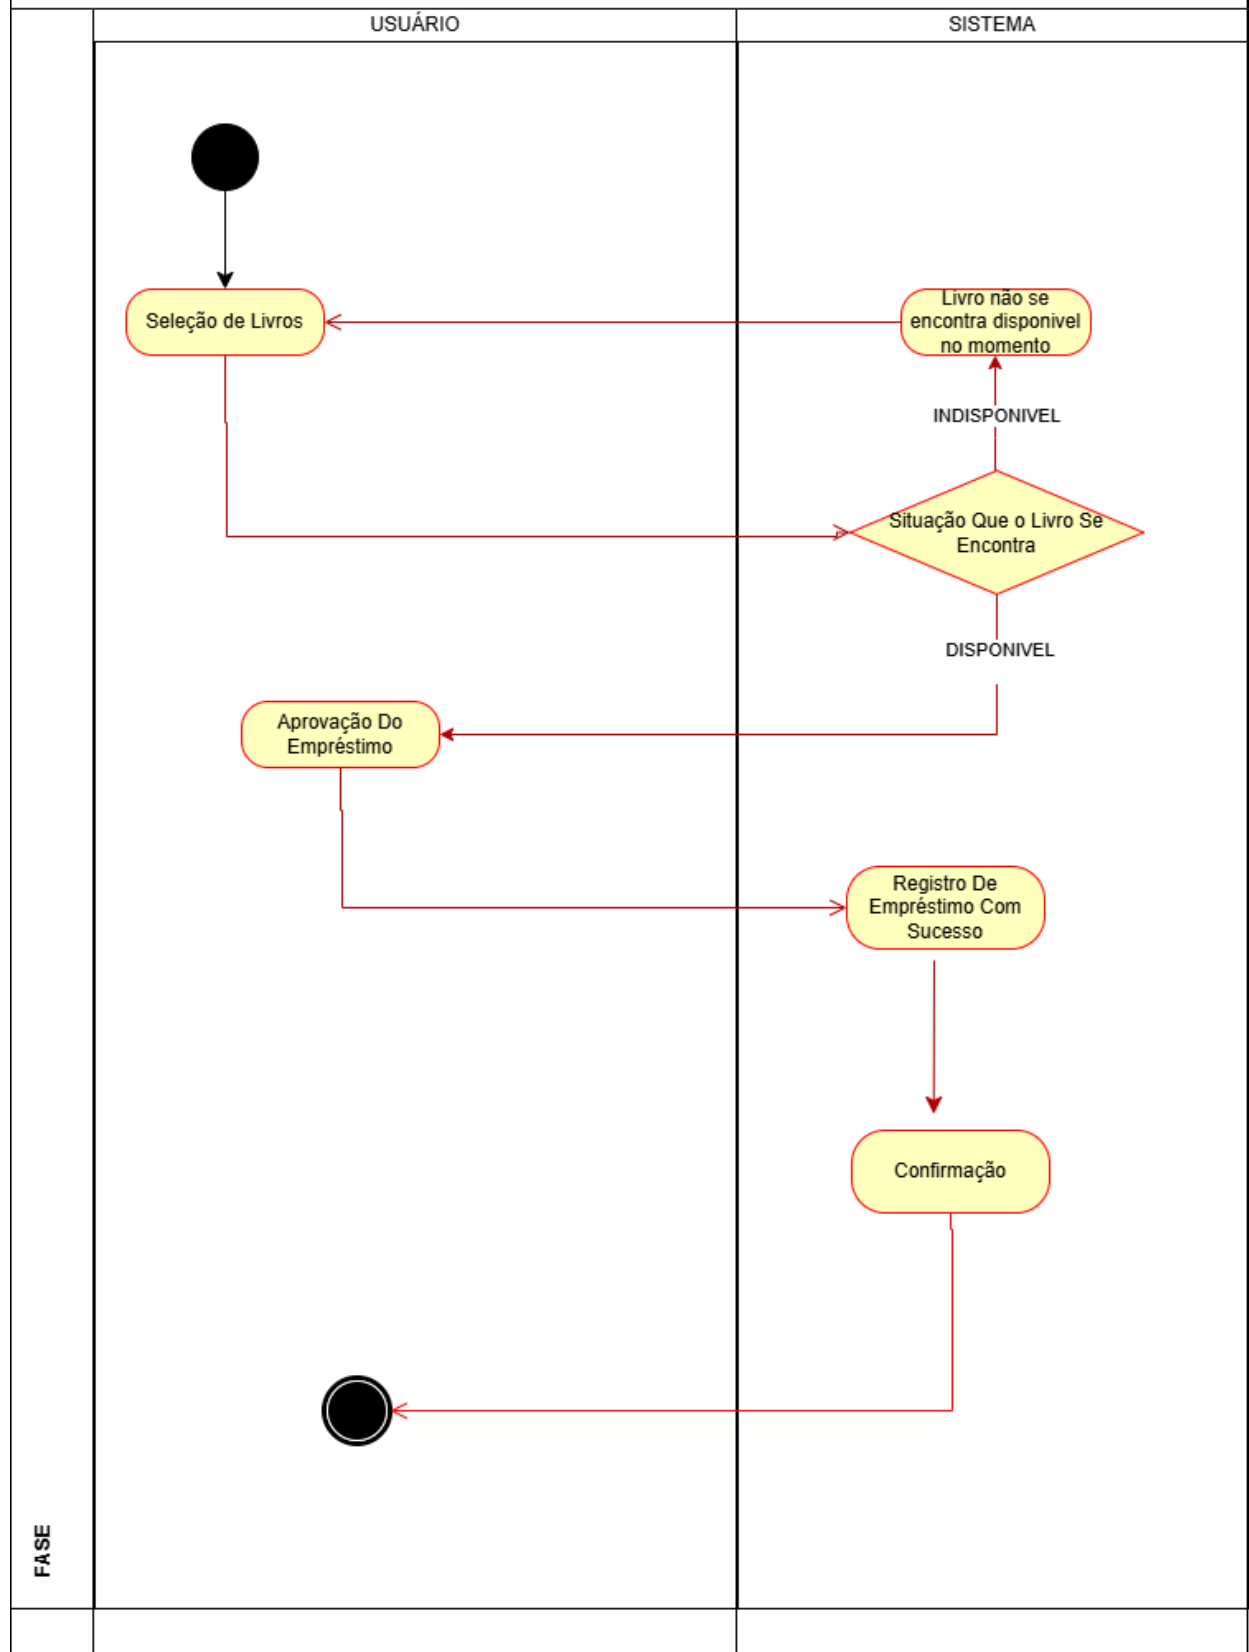 USUÁRIO
SISTEMA
Seleção de Livros
Livro não se
encontra disponivel
no momento
INDISPONIVEL
Situação Que o Livro Se
Encontra
DISPONIVEL
Aprovação Do
Empréstimo
Registro De
Empréstimo Com
Sucesso
Confirmação
FASE